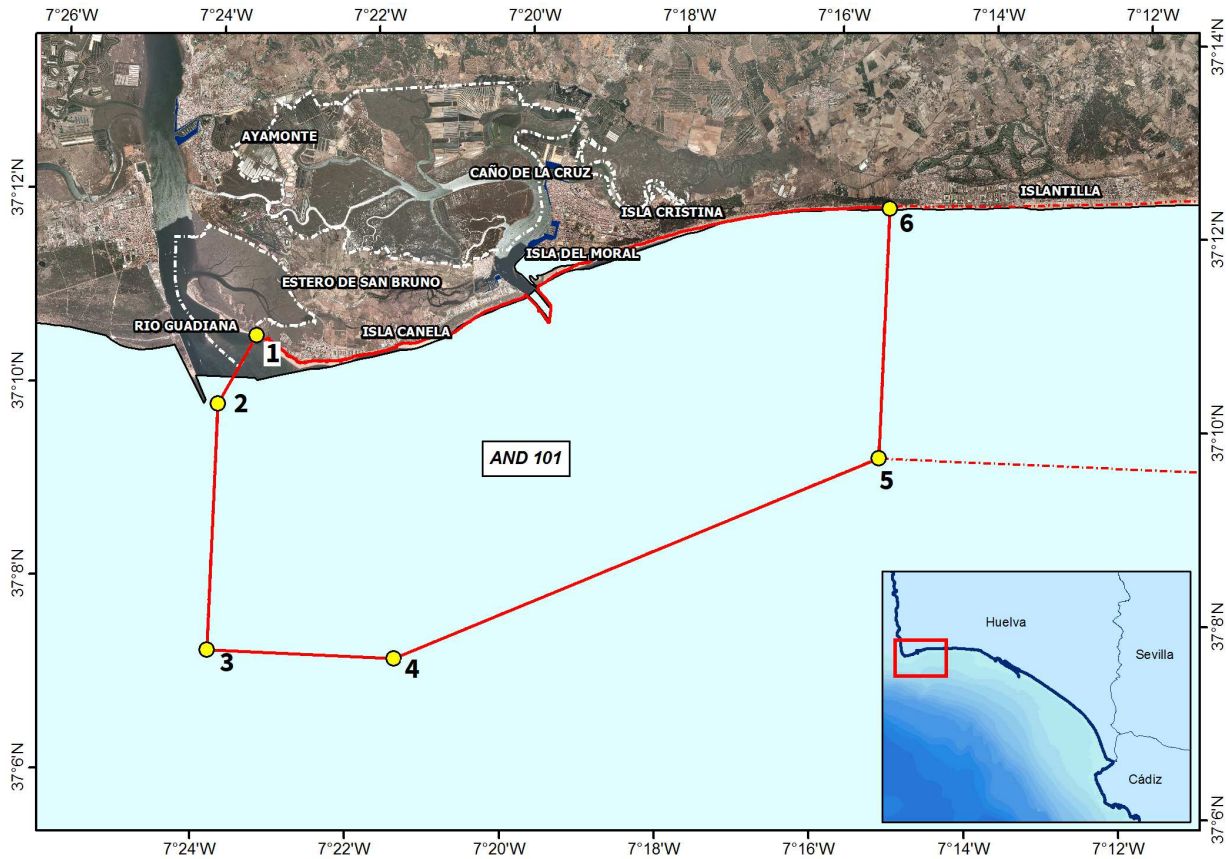 7°26'W
7°24'W
7°22'W
7°20'W
7°18'W
7°16'W
7°14'W
7°12'W
37°14'N
AYAMONTE
CAÑO DE LA CRUZ
37°12'N
ISLANTILLA
ISLA CRISTINA
6
37°12'N
ISLA DEL MORAL
ESTERO DE SAN BRUNO
RIO GUADIANA
ISLA CANELA
1
37°10'N
2
37°10'N
AND 101
5
37°8'N
Huelva
37°8'N
3
4
Sevilla
37°6'N
Cádiz
37°6'N
7°24'W
7°22'W
7°20'W
7°18'W
7°16'W
7°14'W
7°12'W